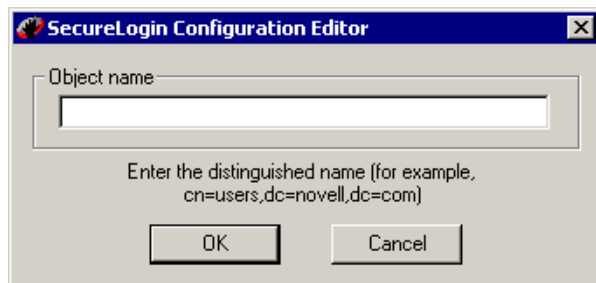 SecureLogin Configuration Editor
Object name
Enter the distinguished name (for example,
cn=users,dc=novell,dc=com)
OK
Cancel